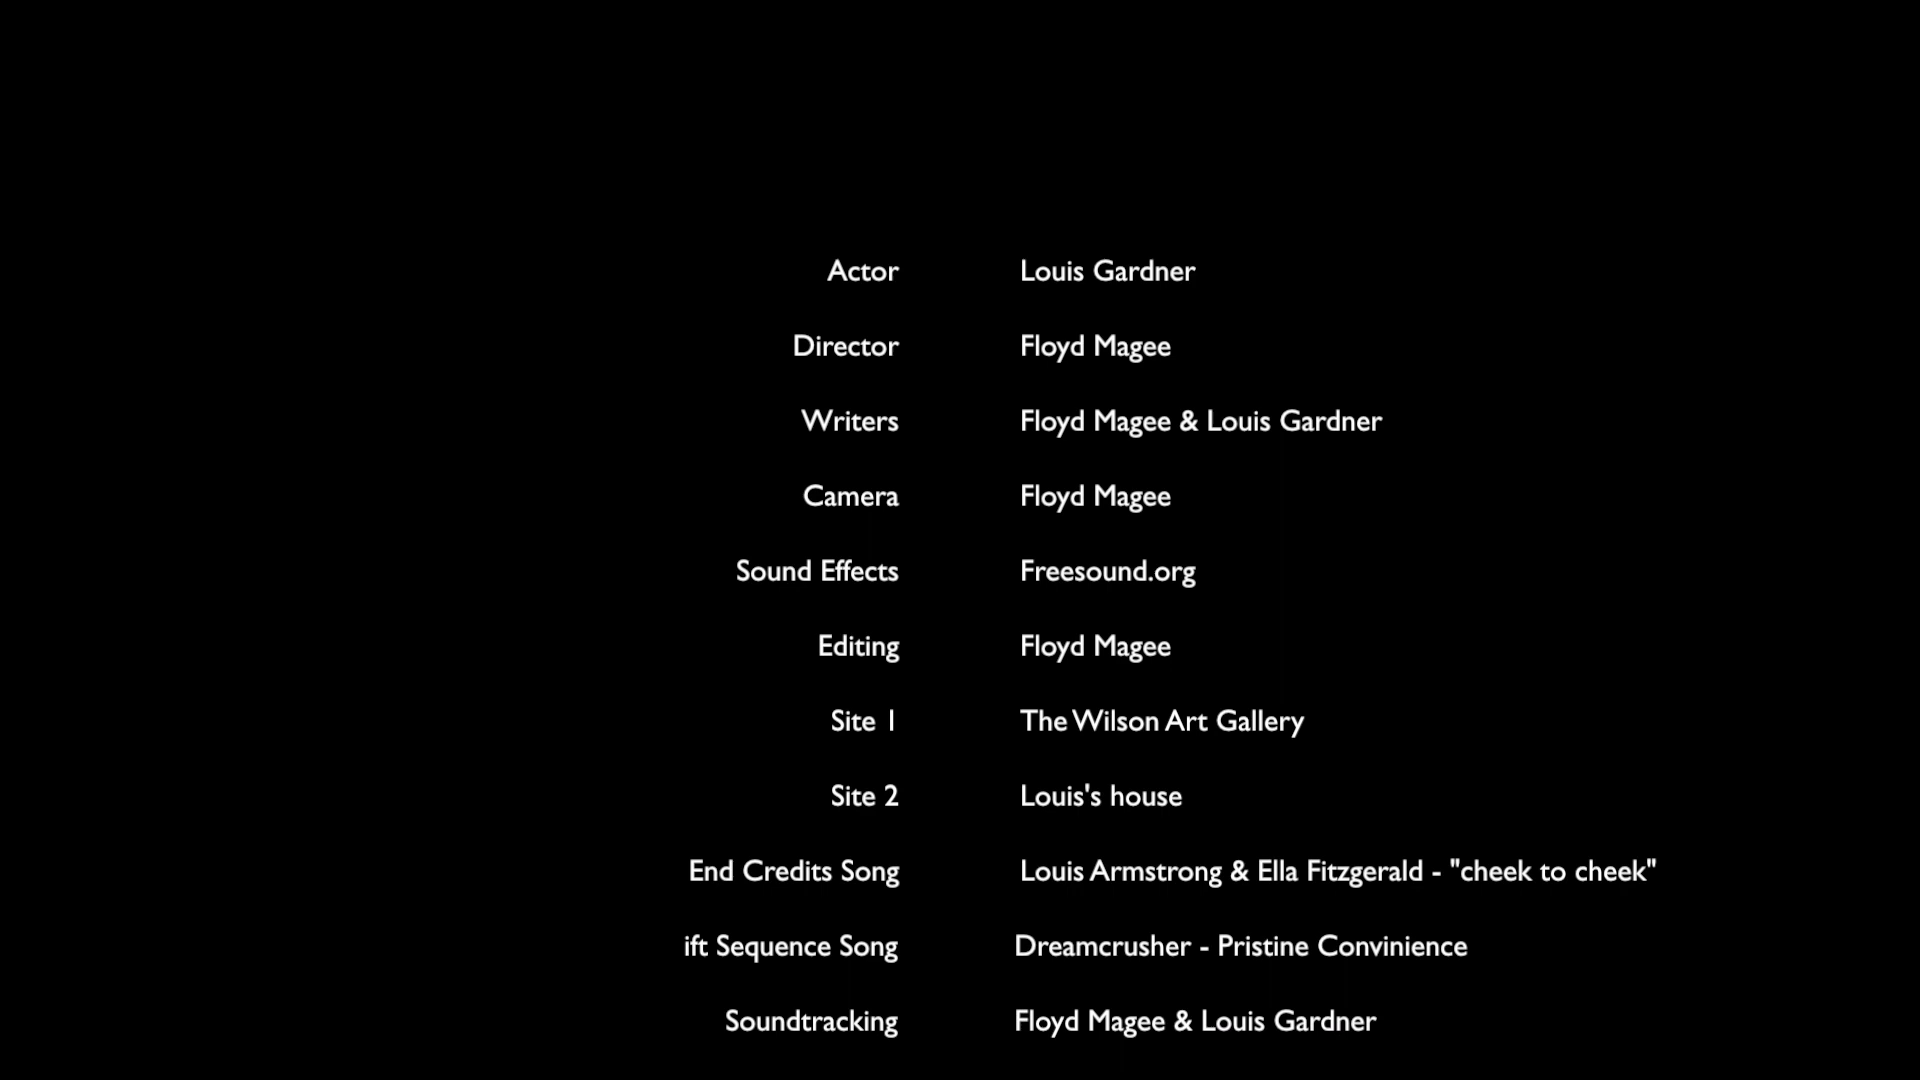 Actor Louis Gardner
Director Floyd Magee
Writers Floyd Magee & Louis Gardner
Camera Floyd Magee
Sound Effects Freesound.org
Editing Floyd Magee
Site 1 The Wilson Art Gallery
Site 2 Louis's house
End Credits Song Louis Armstrong & Ella Fitzgerald - "cheek to cheek"
ift Sequence Song Dreamcrusher - Pristine Convinience
Soundtracking Floyd Magee & Louis Gardner